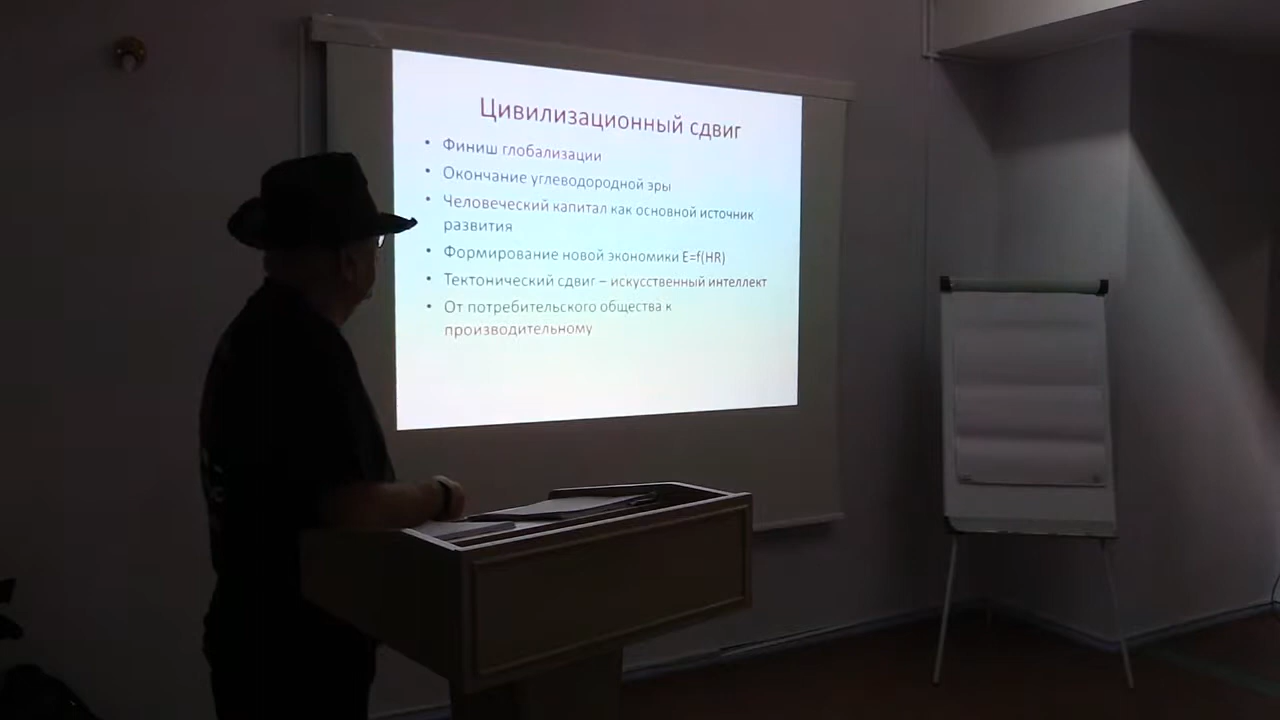 Цивилизационный сдвиг
• Финиш глобализации
• Окончание углеводородной эры
• Человеческий капитал как основной источник
развития
• Формирование новой экономики E=f(HR)
• Тектонический сдвиг – искусственный интеллект
• От потребительского общества к
производительному